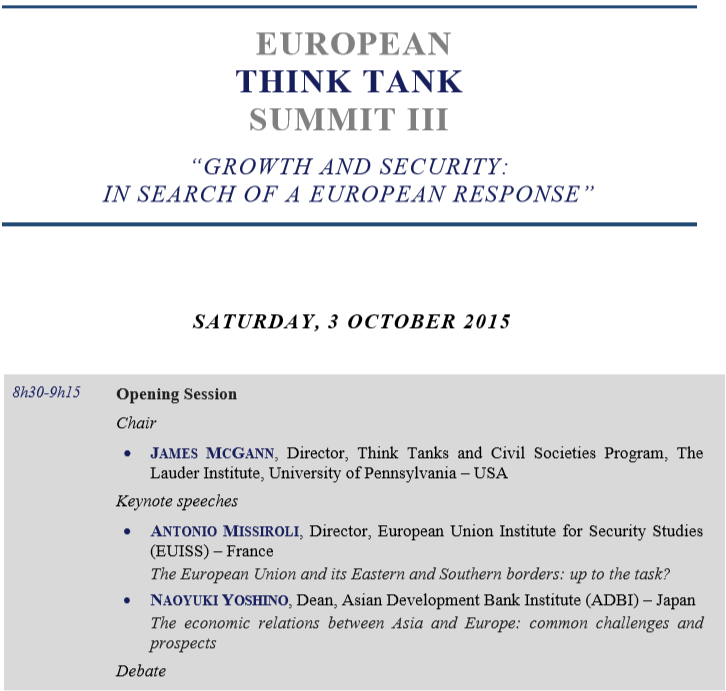 EUROPEAN
THINK TANK
SUMMIT III
“GROWTH AND SECURITY:
IN SEARCH OF A EUROPEAN RESPONSE”
SATURDAY, 3 OCTOBER 2015
8h30-9h15 Opening Session
Chair
• JAMES MCGANN, Director, Think Tanks and Civil Societies Program, The
Lauder Institute, University of Pennsylvania – USA
Keynote speeches
• ANTONIO MISSIROLI, Director, European Union Institute for Security Studies
(EUISS) – France
The European Union and its Eastern and Southern borders: up to the task?
• NAOYUKI YOSHINO, Dean, Asian Development Bank Institute (ADBI) – Japan
The economic relations between Asia and Europe: common challenges and
prospects
Debate